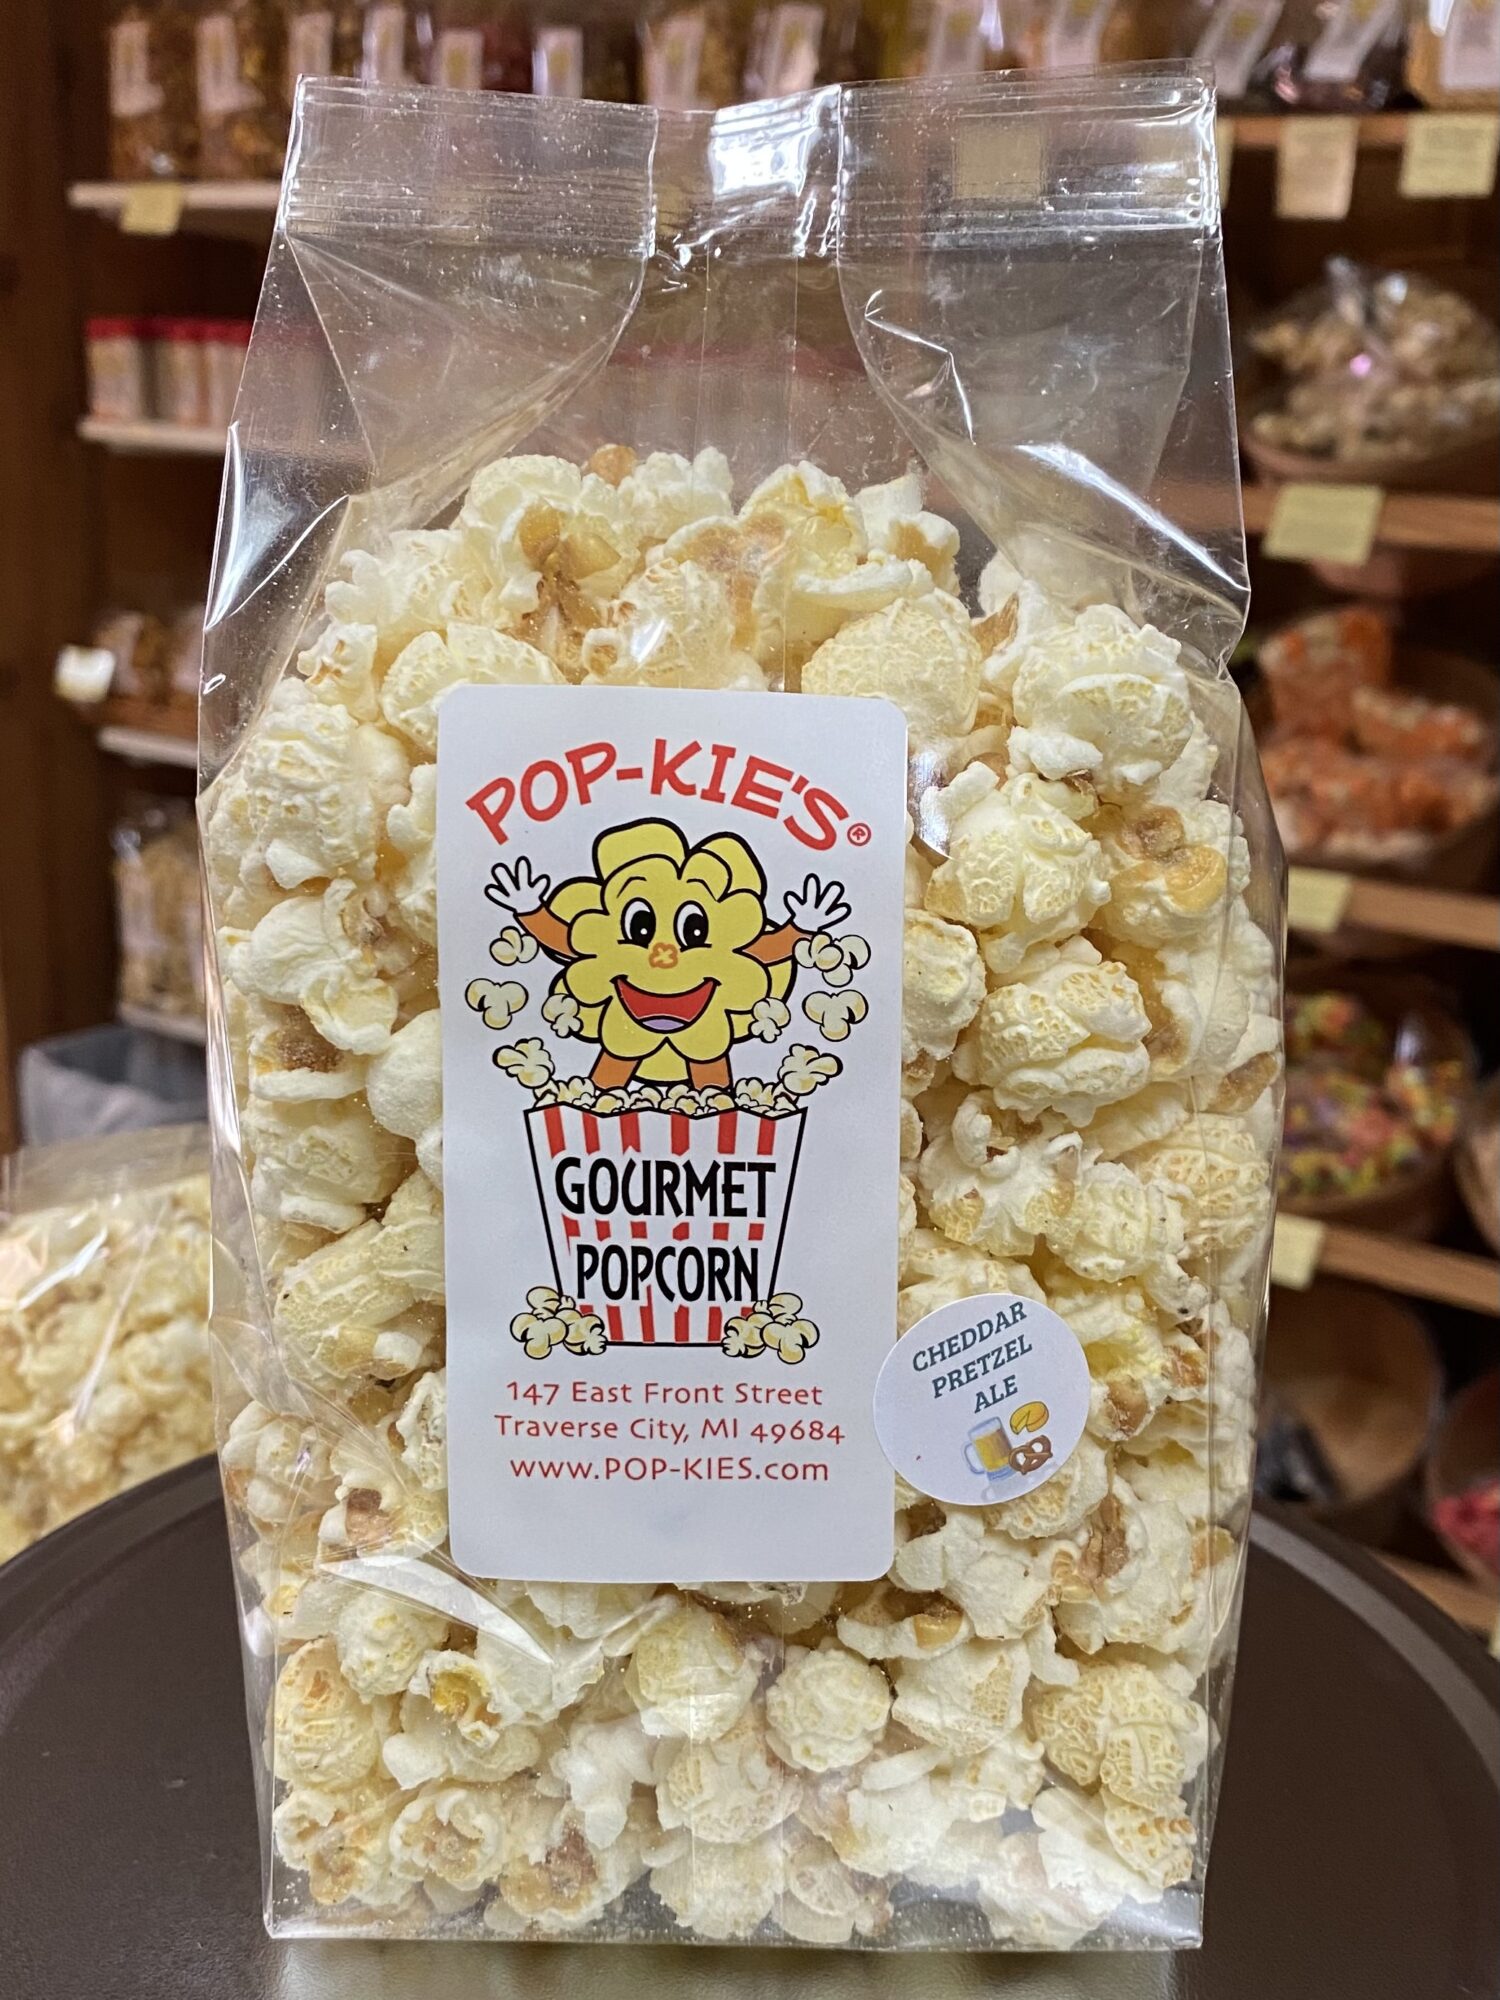 POP-KIE'S®
GOURMET
POPCORN
147 East Front Street
Traverse City, MI 49684
www.POP-KIES.com
CHEDDAR
PRETZEL
ALE